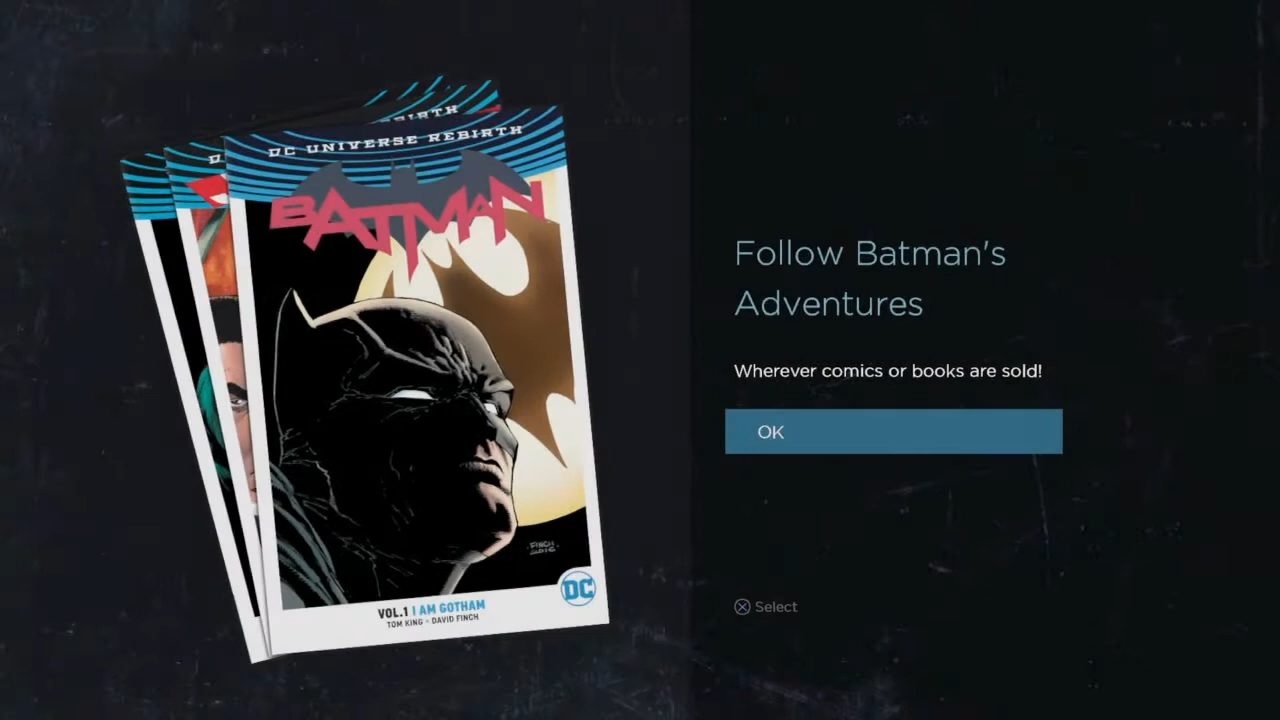 REBIRTH
DC UNIVERSE REBIRTH
BATMAN
VOL.1 I AM GOTHAM
TOM KING • DAVID FINCH
DC
Follow Batman's
Adventures
Wherever comics or books are sold!
OK
Select